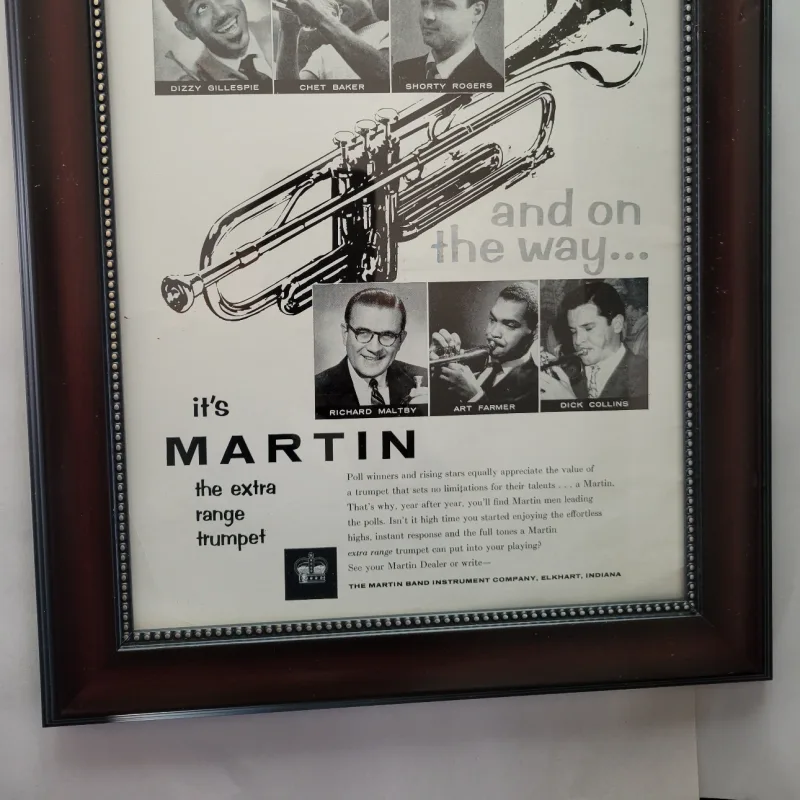 DIZZY GILLESPIE
CHET BAKER
SHORTY ROGERS
and on
the way...
RICHARD MALTBY
ART FARMER
DICK COLLINS
it's
MARTIN
the extra
range
trumpet
Poll winners and rising stars equally appreciate the value of
a trumpet that sets no limitations for their talents . . . a Martin.
That's why, year after year, you'll find Martin men leading
the polls. Isn't it high time you started enjoying the effortless
highs, instant response and the full tones a Martin
extra range trumpet can put into your playing?
See your Martin Dealer or write—
THE MARTIN BAND INSTRUMENT COMPANY, ELKHART, INDIANA